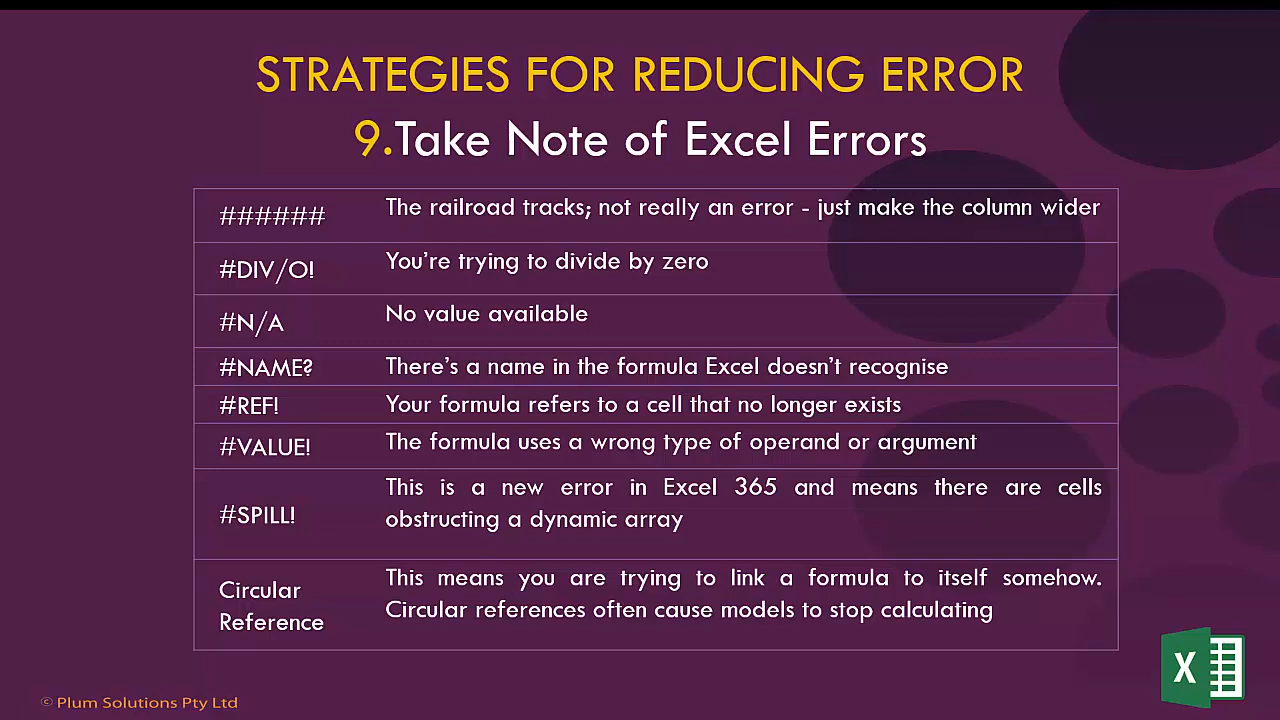 STRATEGIES FOR REDUCING ERROR
9.Take Note of Excel Errors
###### The railroad tracks; not really an error - just make the column wider
#DIV/O! You're trying to divide by zero
#N/A No value available
#NAME? There's a name in the formula Excel doesn't recognise
#REF! Your formula refers to a cell that no longer exists
#VALUE! The formula uses a wrong type of operand or argument
#SPILL! This is a new error in Excel 365 and means there are cells
obstructing a dynamic array
Circular
Reference
This means you are trying to link a formula to itself somehow.
Circular references often cause models to stop calculating
X
© Plum Solutions Pty Ltd